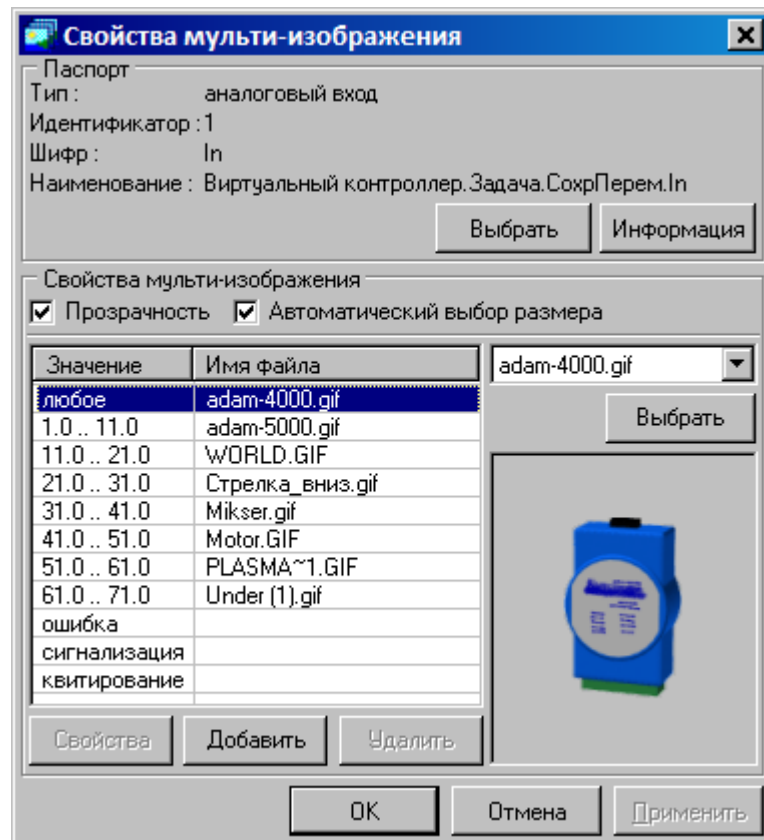 Свойства мульти-изображения
Паспорт
Тип : аналоговый вход
Идентификатор : 1
Шифр : In
Наименование : Виртуальный контроллер.Задача.СохрПерем.In
Выбрать Информация
Свойства мульти-изображения
Прозрачность Автоматический выбор размера
Значение Имя файла adam-4000.gif
любое adam-4000.gif
Выбрать
1.0 .. 11.0 adam-5000.gif
11.0 .. 21.0 WORLD.GIF
21.0 .. 31.0 Стрелка_вниз.gif
31.0 .. 41.0 Mikser.gif
41.0 .. 51.0 Motor.GIF
51.0 .. 61.0 PLASMA~1.GIF
61.0 .. 71.0 Under (1).gif
ошибка
сигнализация
квитирование
Свойства Добавить Удалить
OK Отмена Применить